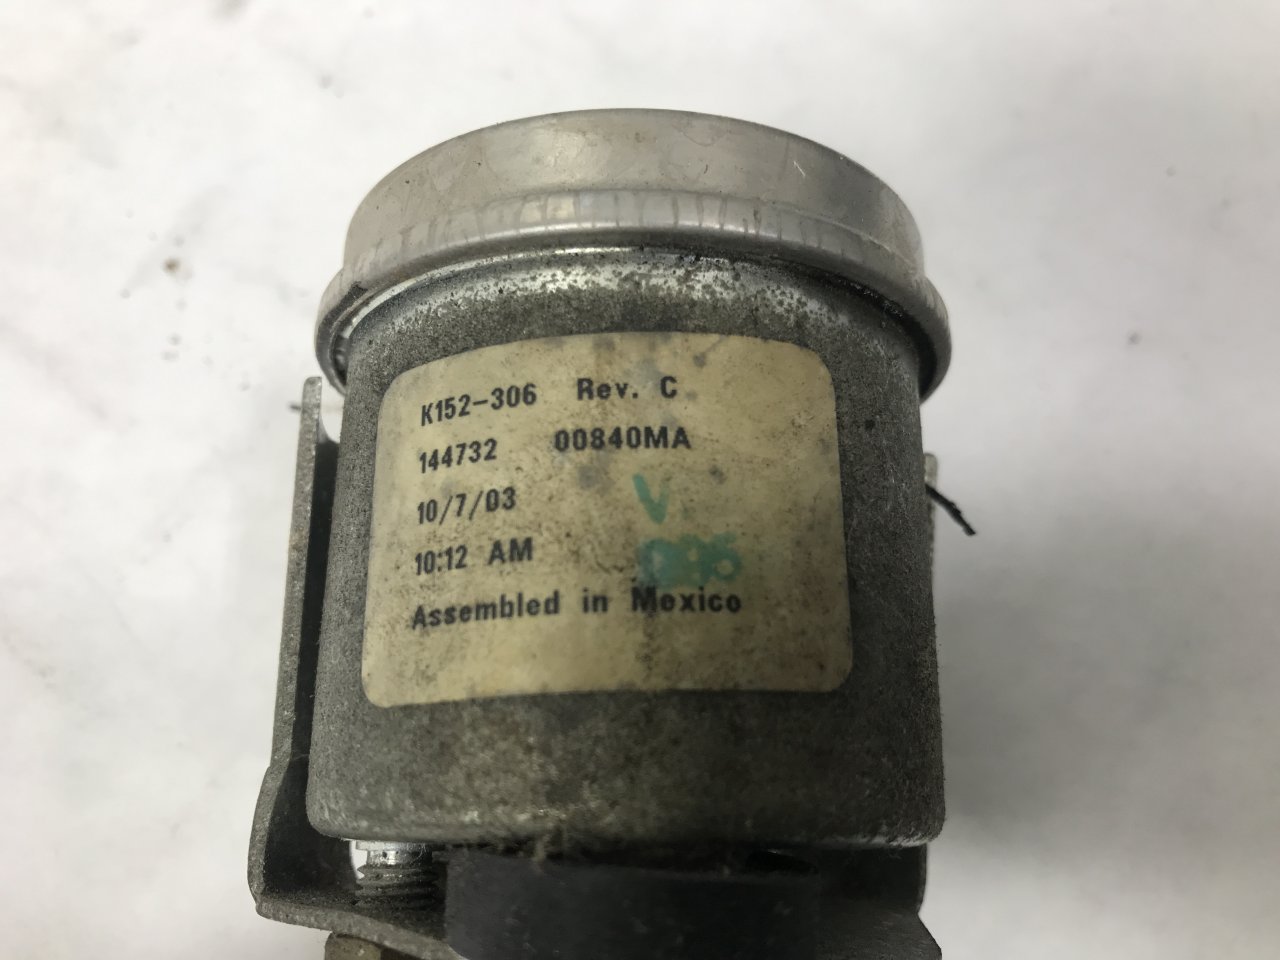 K152-306 Rev. C
144732 00840MA
10/7/03
10:12 AM
Assembled in Mexico